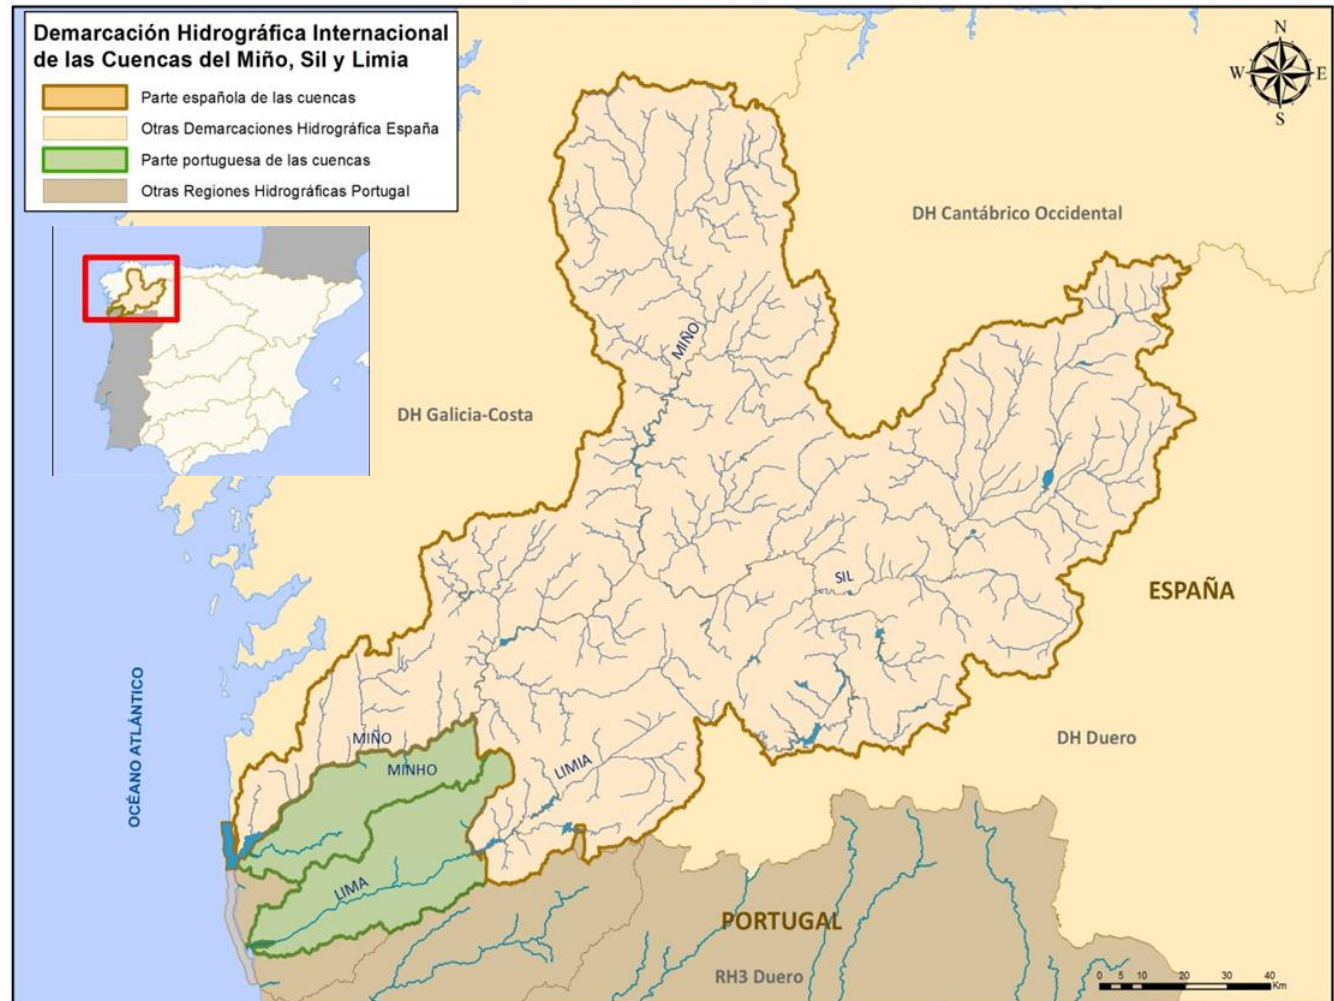 Demarcación Hidrográfica Internacional
de las Cuencas del Miño, Sil y Limia
Parte española de las cuencas
Otras Demarcaciones Hidrográfica España
Parte portuguesa de las cuencas
Otras Regiones Hidrográficas Portugal
N
W
E
S
DH Cantábrico Occidental
MIÑO
DH Galicia-Costa
SIL
ESPAÑA
OCÉANO ATLÁNTICO
DH Duero
MIÑO
MINHO
LIMIA
LIMA
PORTUGAL
RH3 Duero
0 5 10 20 30 40
Km